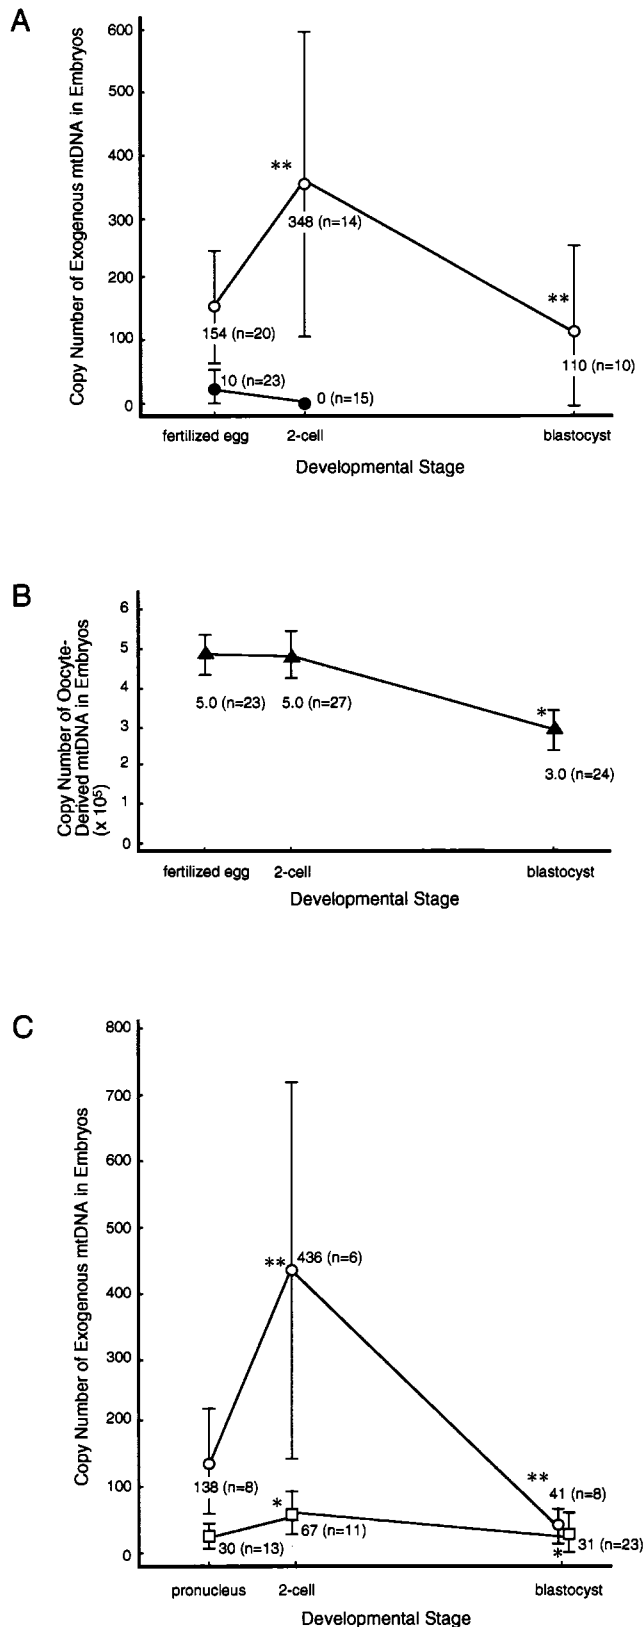 A
Copy Number of Exogenous mtDNA in Embryos
600
500
400
300
200
100
0
**
348 (n=14)
**
154 (n=20)
110 (n=10)
10 (n=23)
0 (n=15)
fertilized egg
2-cell
blastocyst
Developmental Stage
B
Copy Number of Oocyte-
Derived mtDNA in Embryos
(x 10⁵)
6
5
4
3
2
1
0
5.0 (n=23)
5.0 (n=27)
*
3.0 (n=24)
fertilized egg
2-cell
blastocyst
Developmental Stage
C
Copy Number of Exogenous mtDNA in Embryos
800
700
600
500
400
300
200
100
0
**
436 (n=6)
138 (n=8)
**
41 (n=8)
*
67 (n=11)
30 (n=13)
31 (n=23)
*
pronucleus
2-cell
blastocyst
Developmental Stage